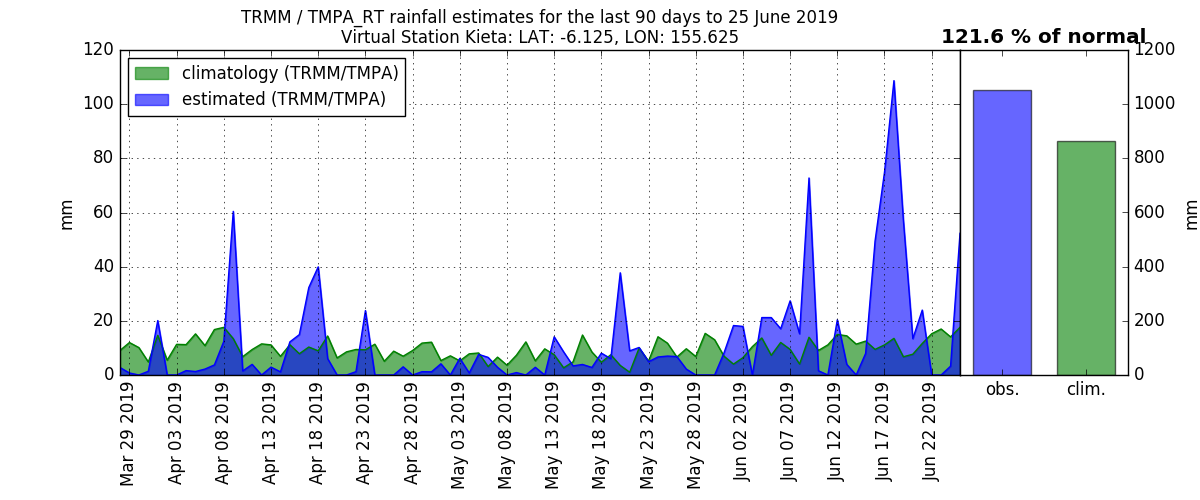 TRMM / TMPA_RT rainfall estimates for the last 90 days to 25 June 2019
Virtual Station Kieta: LAT: -6.125, LON: 155.625
121.6 % of normal
climatology (TRMM/TMPA)
estimated (TRMM/TMPA)
mm
120
100
80
60
40
20
0
Mar 29 2019
Apr 03 2019
Apr 08 2019
Apr 13 2019
Apr 18 2019
Apr 23 2019
Apr 28 2019
May 03 2019
May 08 2019
May 13 2019
May 18 2019
May 23 2019
May 28 2019
Jun 02 2019
Jun 07 2019
Jun 12 2019
Jun 17 2019
Jun 22 2019
obs.
clim.
1200
1000
800
600
400
200
0
mm